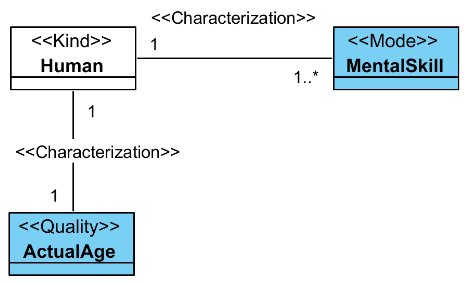 <<Characterization>>
<<Kind>>
Human
1
1..*
<<Mode>>
MentalSkill
1
<<Characterization>>
1
<<Quality>>
ActualAge